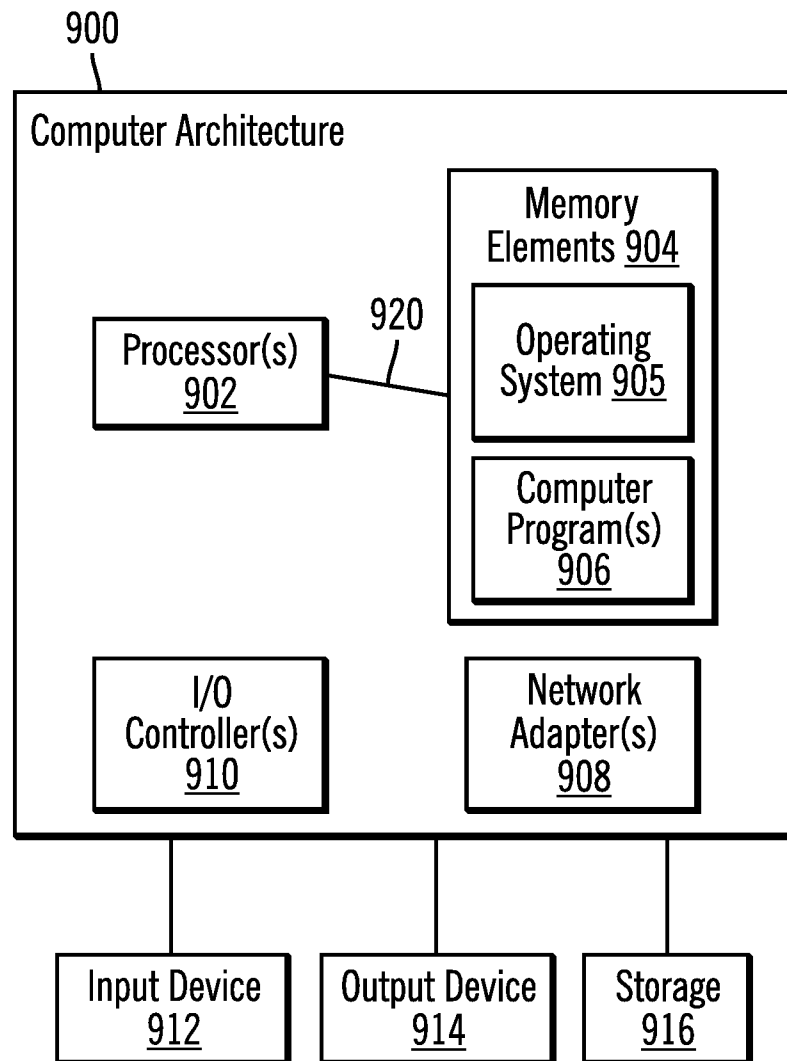 900
Computer Architecture
Memory
Elements 904
920
Processor(s)
902
Operating
System 905
Computer
Program(s)
906
I/O
Controller(s)
910
Network
Adapter(s)
908
Input Device
912
Output Device
914
Storage
916